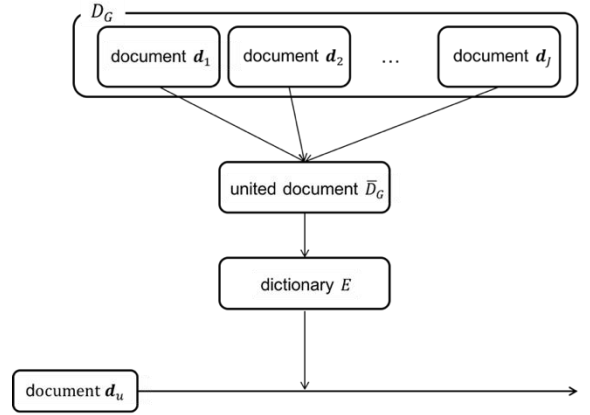 D_G
document d_1 document d_2 … document d_J
united document D̅_G
dictionary E
document d_u